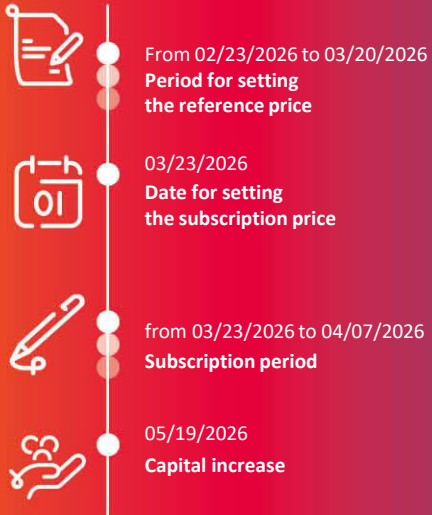 From 02/23/2026 to 03/20/2026
Period for setting
the reference price
01
03/23/2026
Date for setting
the subscription price
from 03/23/2026 to 04/07/2026
Subscription period
05/19/2026
Capital increase